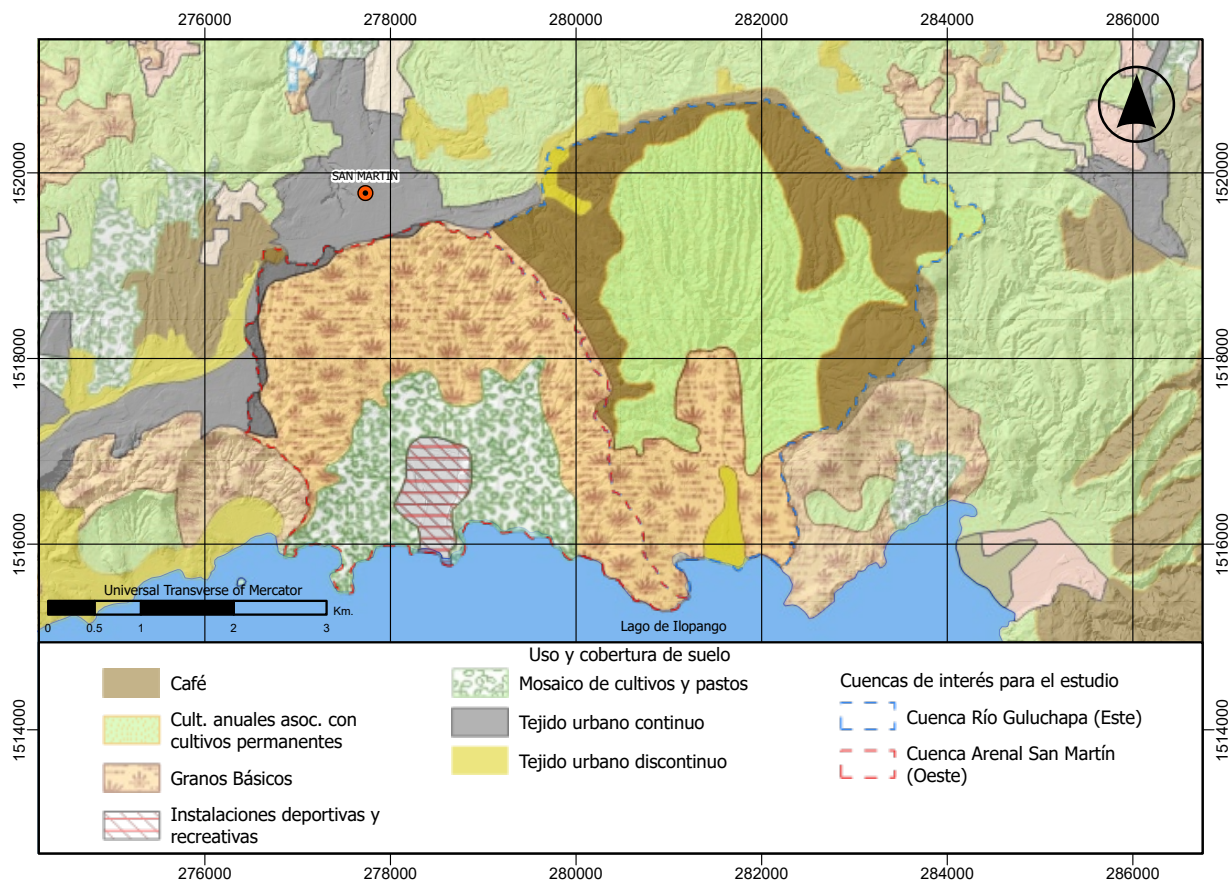 276000
278000
280000
282000
284000
286000
1520000
1520000
SAN MARTIN
1518000
1518000
1516000
1516000
Universal Transverse of Mercator
Km.
0
0.5
1
2
3
Lago de Ilopango
Uso y cobertura de suelo
Café
Cult. anuales asoc. con
cultivos permanentes
Granos Básicos
Instalaciones deportivas y
recreativas
Mosaico de cultivos y pastos
Tejido urbano continuo
Tejido urbano discontinuo
Cuencas de interés para el estudio
Cuenca Río Guluchapa (Este)
Cuenca Arenal San Martín
(Oeste)
1514000
1514000
276000
278000
280000
282000
284000
286000